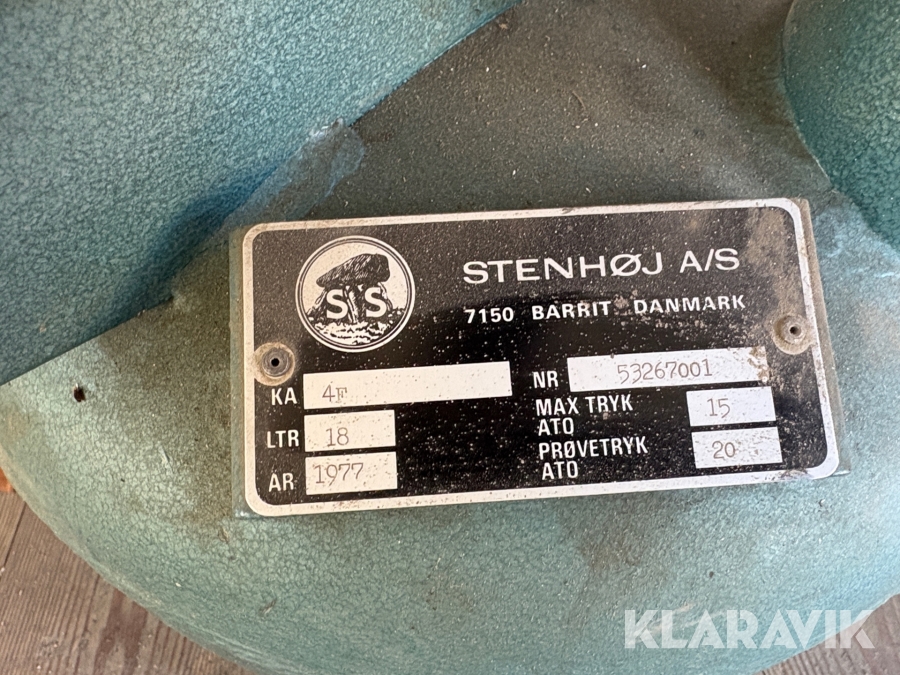 STENHØJ A/S
7150 BARRIT DANMARK
S S
KA 4F
NR 53267001
LTR 18
MAX TRYK ATO 15
ÅR 1977
PRØVETRYK ATO 20
KLARAVIK